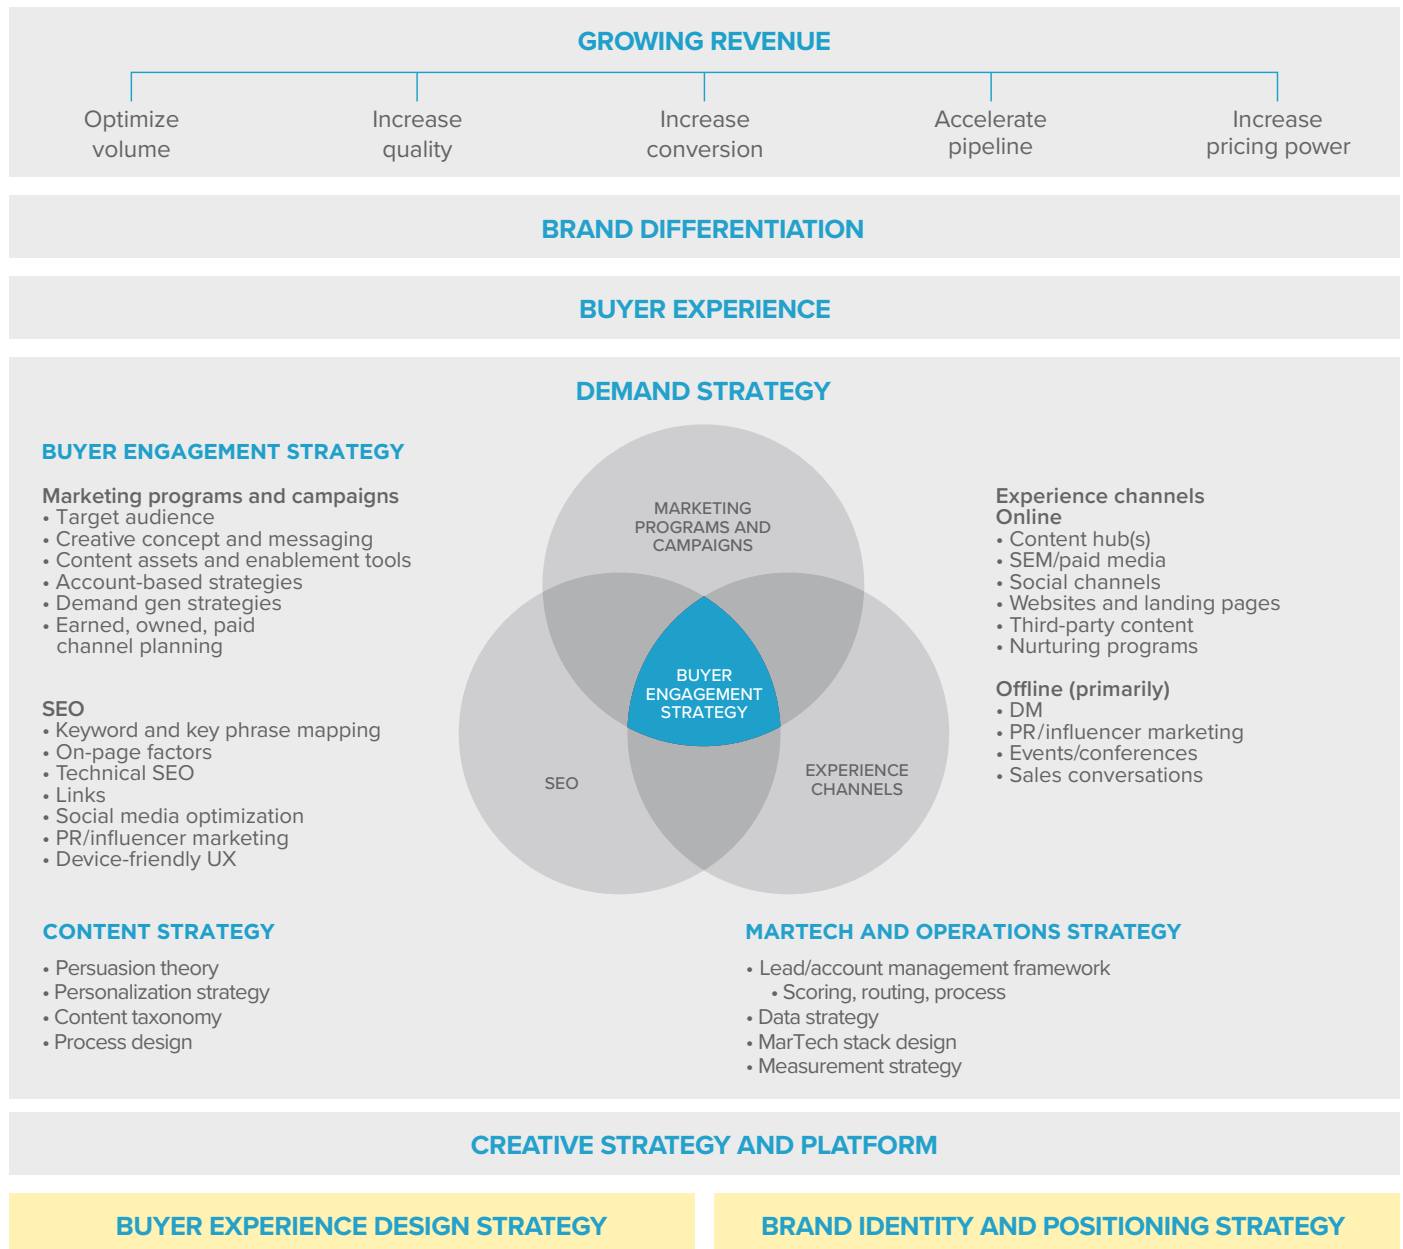 GROWING REVENUE
Optimize
volume
Increase
quality
Increase
conversion
Accelerate
pipeline
Increase
pricing power
BRAND DIFFERENTIATION
BUYER EXPERIENCE
DEMAND STRATEGY
BUYER ENGAGEMENT STRATEGY
Marketing programs and campaigns
• Target audience
• Creative concept and messaging
• Content assets and enablement tools
• Account-based strategies
• Demand gen strategies
• Earned, owned, paid
channel planning
SEO
• Keyword and key phrase mapping
• On-page factors
• Technical SEO
• Links
• Social media optimization
• PR/influencer marketing
• Device-friendly UX
MARKETING
PROGRAMS AND
CAMPAIGNS
BUYER
ENGAGEMENT
STRATEGY
SEO
EXPERIENCE
CHANNELS
Experience channels
Online
• Content hub(s)
• SEM/paid media
• Social channels
• Websites and landing pages
• Third-party content
• Nurturing programs
Offline (primarily)
• DM
• PR/influencer marketing
• Events/conferences
• Sales conversations
CONTENT STRATEGY
• Persuasion theory
• Personalization strategy
• Content taxonomy
• Process design
MARTECH AND OPERATIONS STRATEGY
• Lead/account management framework
• Scoring, routing, process
• Data strategy
• MarTech stack design
• Measurement strategy
CREATIVE STRATEGY AND PLATFORM
BUYER EXPERIENCE DESIGN STRATEGY
BRAND IDENTITY AND POSITIONING STRATEGY